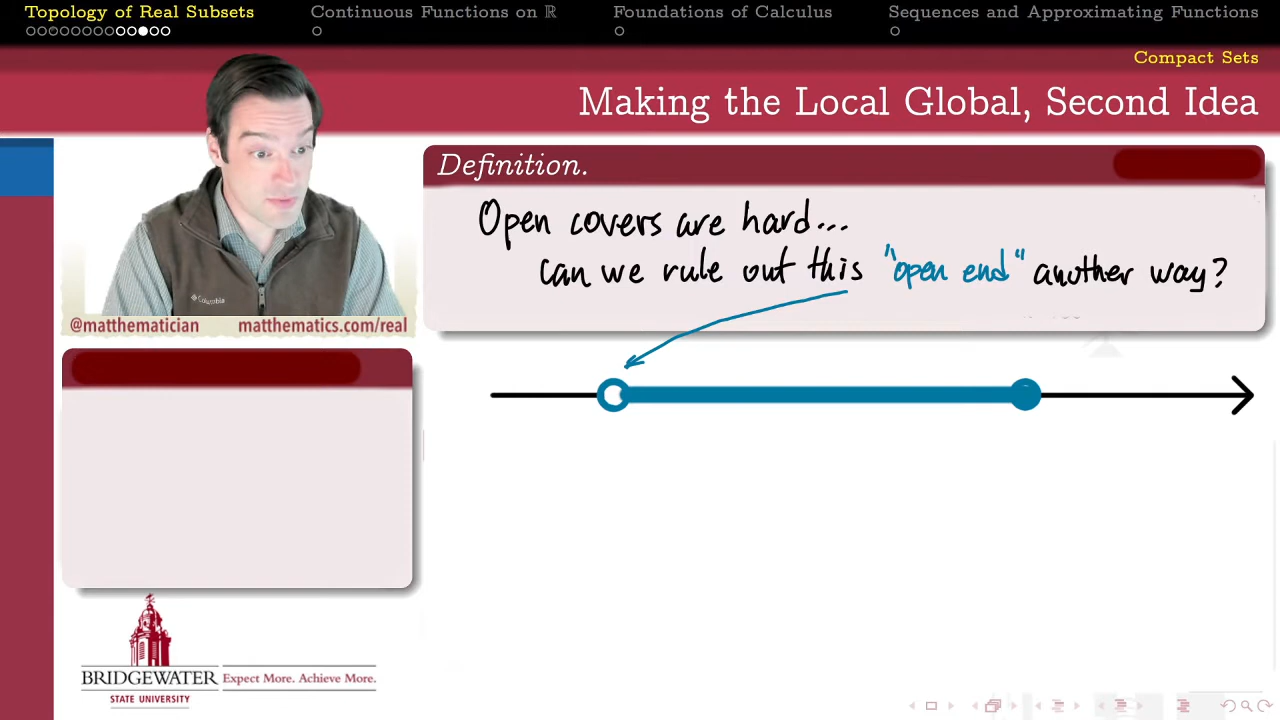 Topology of Real Subsets
Continuous Functions on ℝ
Foundations of Calculus
Sequences and Approximating Functions
Compact Sets
Making the Local Global, Second Idea
Definition.
Open covers are hard...
can we rule out this "open end" another way?
Columbia
@matthematician
matthematics.com/real
BRIDGEWATER
STATE UNIVERSITY
Expect More. Achieve More.